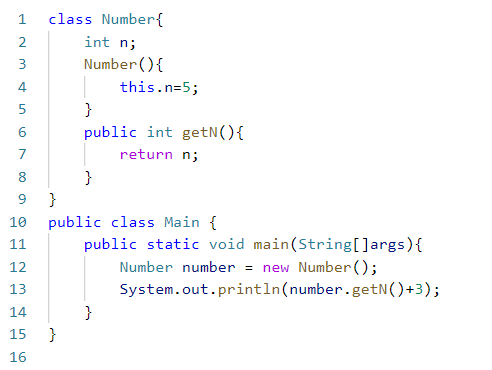 1 class Number{
2     int n;
3     Number(){
4         this.n=5;
5     }
6     public int getN(){
7         return n;
8     }
9 }
10 public class Main {
11     public static void main(String[]args){
12         Number number = new Number();
13         System.out.println(number.getN()+3);
14     }
15 }
16